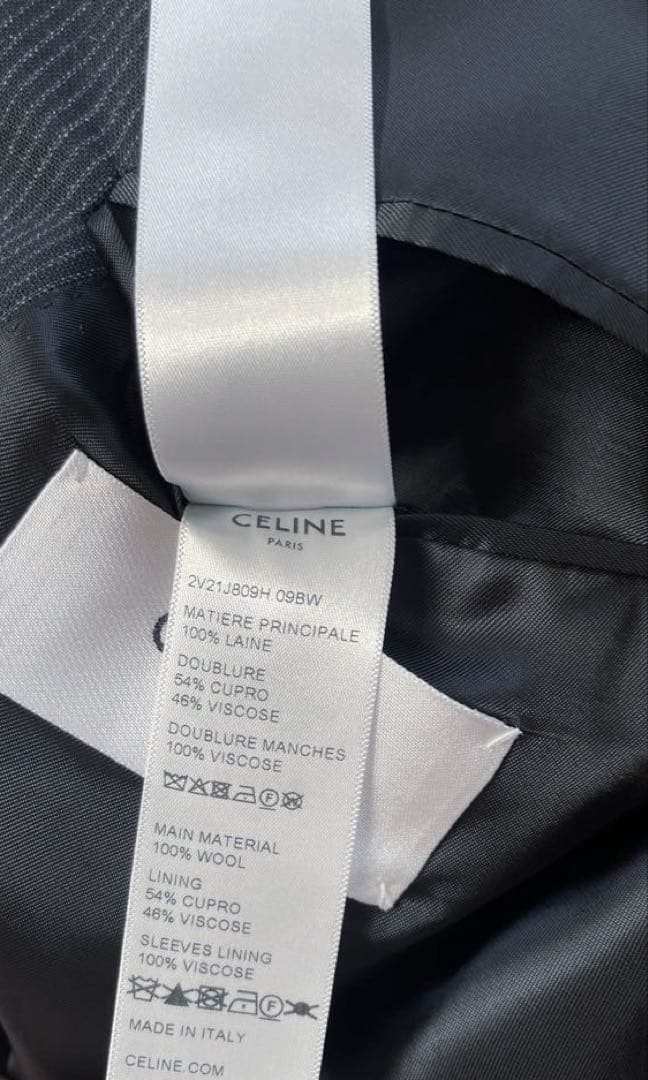 CELINE
PARIS
2V21J809H 09BW
MATIERE PRINCIPALE
100% LAINE
DOUBLURE
54% CUPRO
46% VISCOSE
DOUBLURE MANCHES
100% VISCOSE
MAIN MATERIAL
100% WOOL
LINING
54% CUPRO
46% VISCOSE
SLEEVES LINING
100% VISCOSE
MADE IN ITALY
CELINE.COM